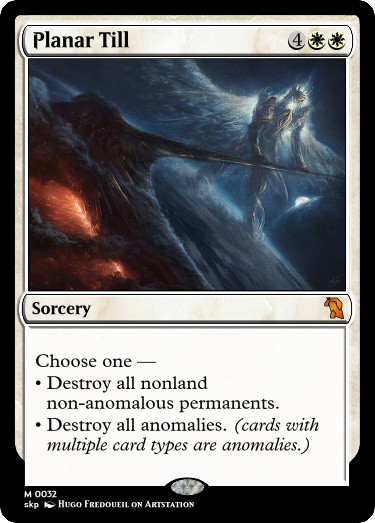 Planar Till 4
Sorcery
Choose one —
• Destroy all nonland
non-anomalous permanents.
• Destroy all anomalies. (cards with
multiple card types are anomalies.)
M 0032
skp Hugo Fredoueil on Artstation